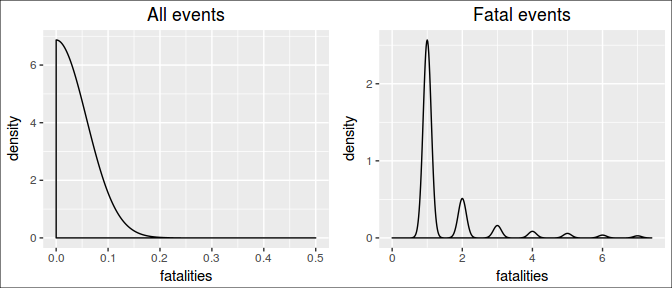 All events
density
6
4
2
0
0.0 0.1 0.2 0.3 0.4 0.5
fatalities
Fatal events
density
2
1
0
0 2 4 6
fatalities